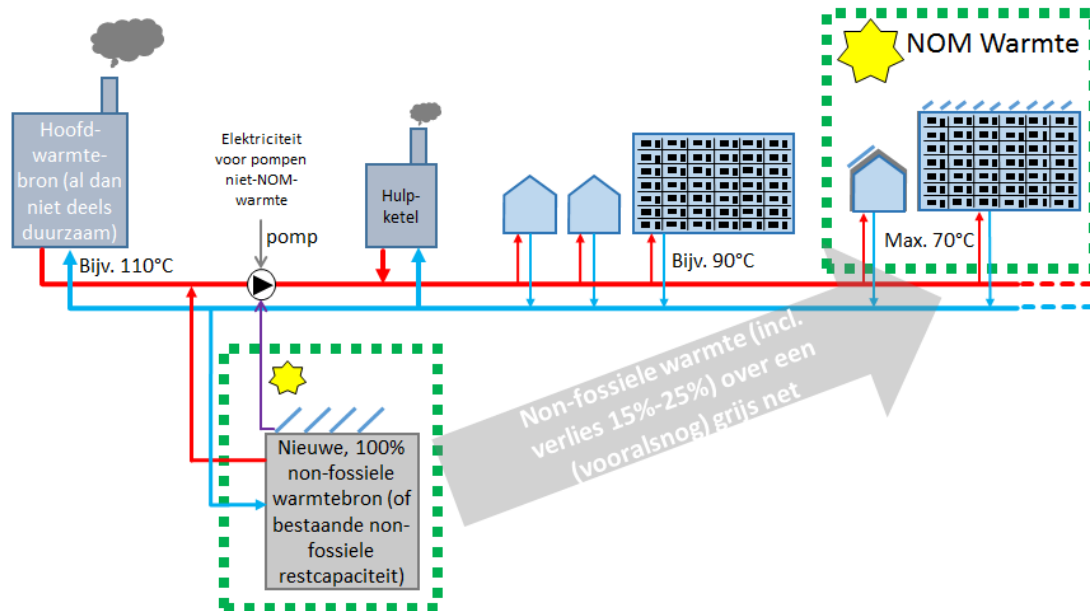 NOM Warmte
Hoofd-
warmte-
bron (al dan
niet deels
duurzaam)
Elektriciteit
voor pompen
niet-NOM-
warmte
pomp
Hulp-
ketel
Bijv. 110°C
Bijv. 90°C
Max. 70°C
Non-fossiele warmte (incl.
verlies 15%-25%) over een
(vooralsnog) grijs net
Nieuwe, 100%
non-fossiele
warmtebron (of
bestaande non-
fossiele
restcapaciteit)